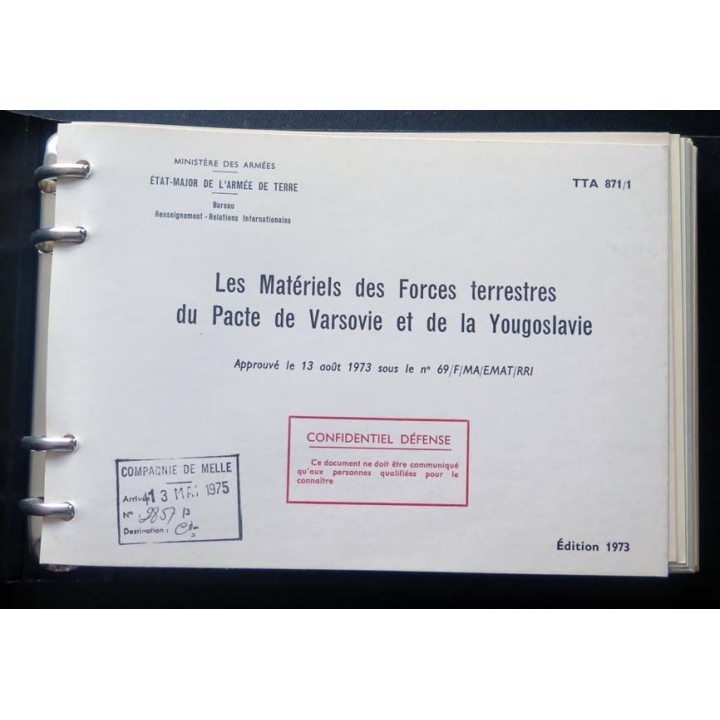 MINISTÈRE DES ARMÉES
ÉTAT-MAJOR DE L'ARMÉE DE TERRE
Bureau
Renseignement - Relations Internationales
TTA 871/1
Les Matériels des Forces terrestres
du Pacte de Varsovie et de la Yougoslavie
Approuvé le 13 août 1973 sous le n° 69/F/MA/EMAT/RRI
CONFIDENTIEL DÉFENSE
Ce document ne doit être communiqué
qu'aux personnes qualifiées pour le
connaître
COMPAGNIE DE MELLE
Arrivé 13 MAI 1975
N°
Destination :
Édition 1973